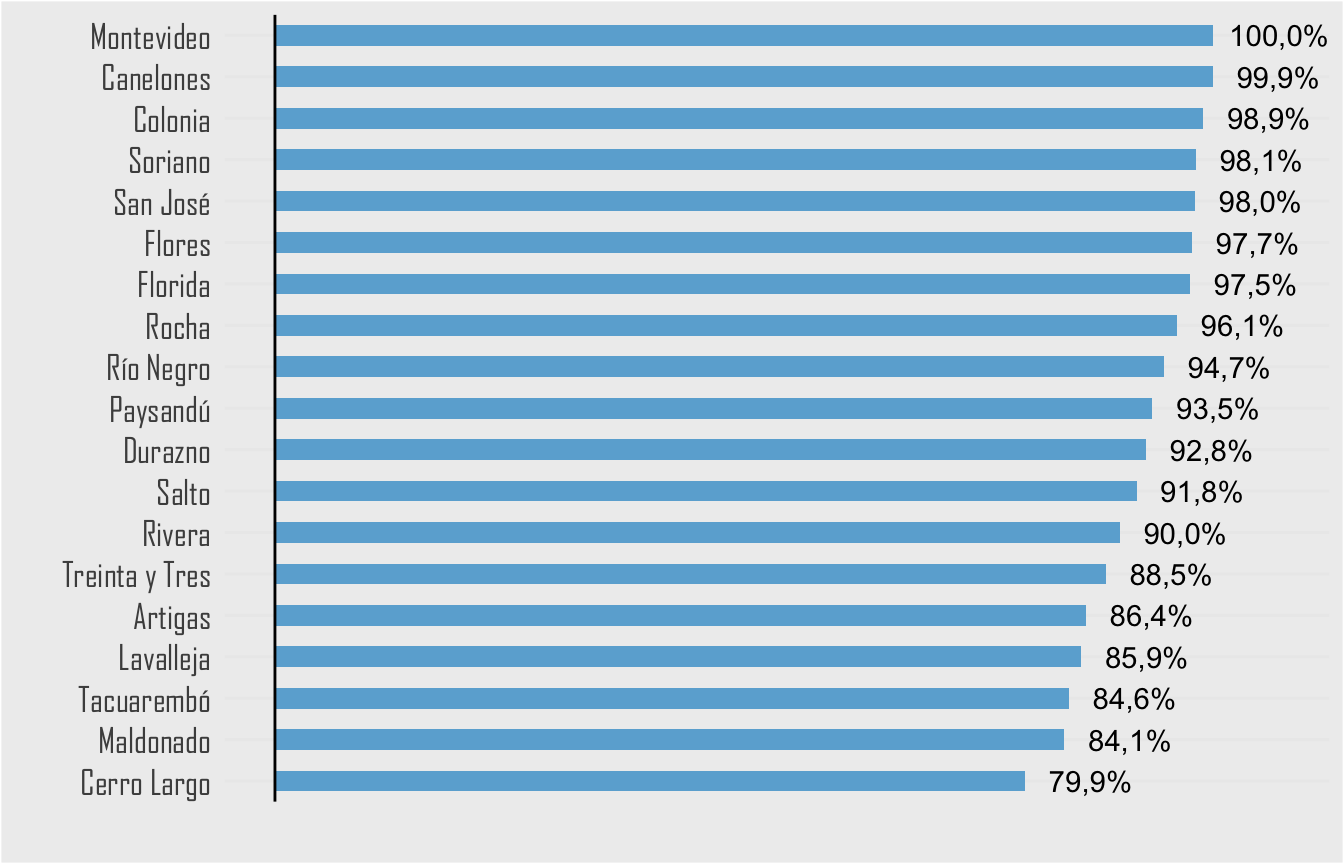 Montevideo 100,0%
Canelones 99,9%
Colonia 98,9%
Soriano 98,1%
San José 98,0%
Flores 97,7%
Florida 97,5%
Rocha 96,1%
Río Negro 94,7%
Paysandú 93,5%
Durazno 92,8%
Salto 91,8%
Rivera 90,0%
Treinta y Tres 88,5%
Artigas 86,4%
Lavalleja 85,9%
Tacuarembó 84,6%
Maldonado 84,1%
Cerro Largo 79,9%